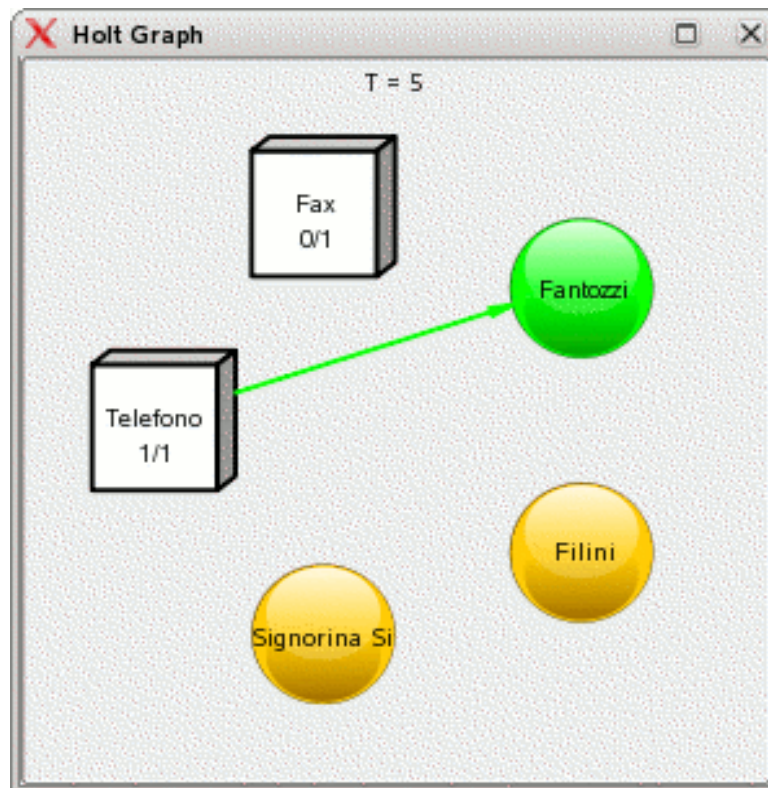 Holt Graph
T = 5
Fax
0/1
Fantozzi
Telefono
1/1
Filini
Signorina Si